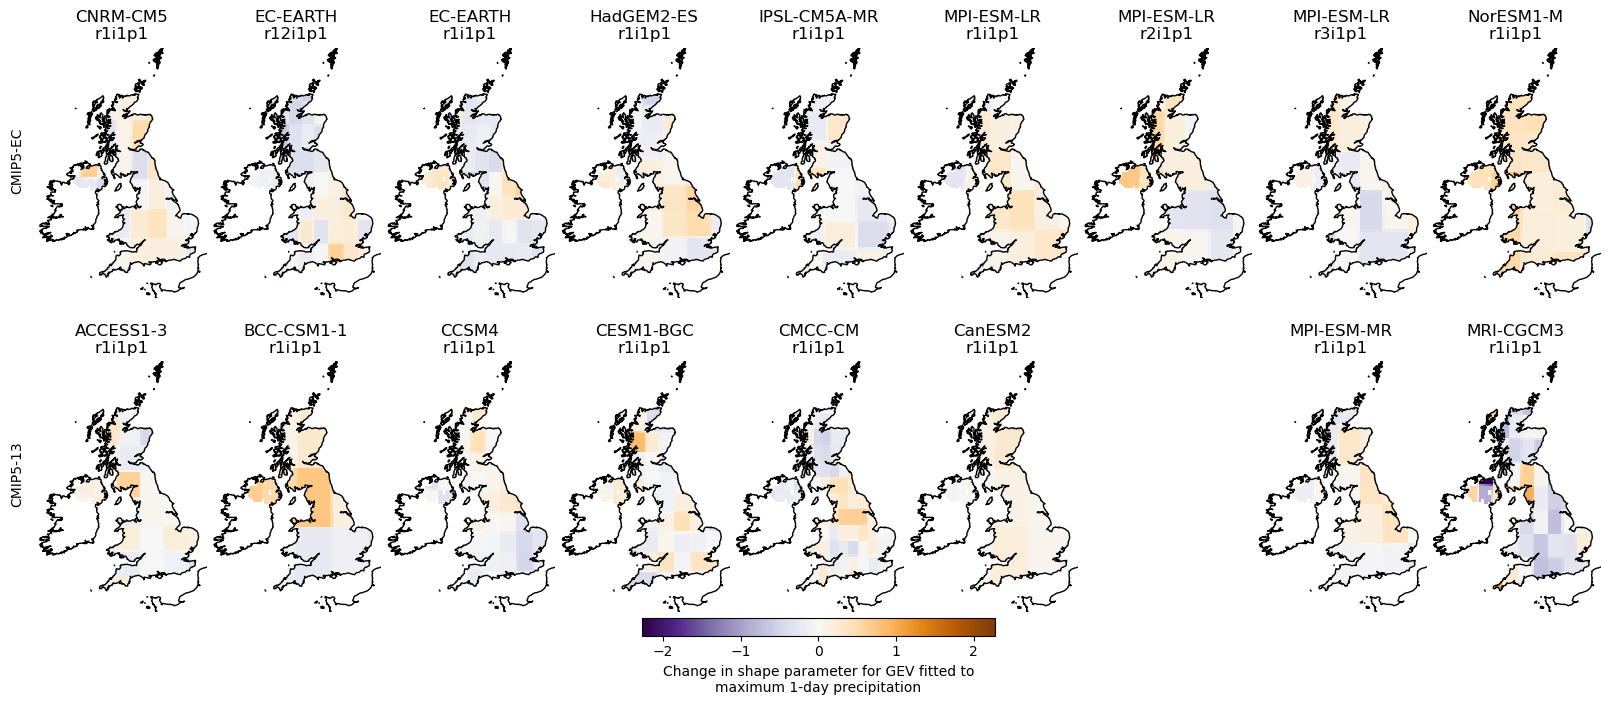 CNRM-CM5
r1i1p1
EC-EARTH
r12i1p1
EC-EARTH
r1i1p1
HadGEM2-ES
r1i1p1
IPSL-CM5A-MR
r1i1p1
MPI-ESM-LR
r1i1p1
MPI-ESM-LR
r2i1p1
MPI-ESM-LR
r3i1p1
NorESM1-M
r1i1p1
CMIP5-EC
ACCESS1-3
r1i1p1
BCC-CSM1-1
r1i1p1
CCSM4
r1i1p1
CESM1-BGC
r1i1p1
CMCC-CM
r1i1p1
CanESM2
r1i1p1
MPI-ESM-MR
r1i1p1
MRI-CGCM3
r1i1p1
CMIP5-13
−2 −1 0 1 2
Change in shape parameter for GEV fitted to
maximum 1-day precipitation